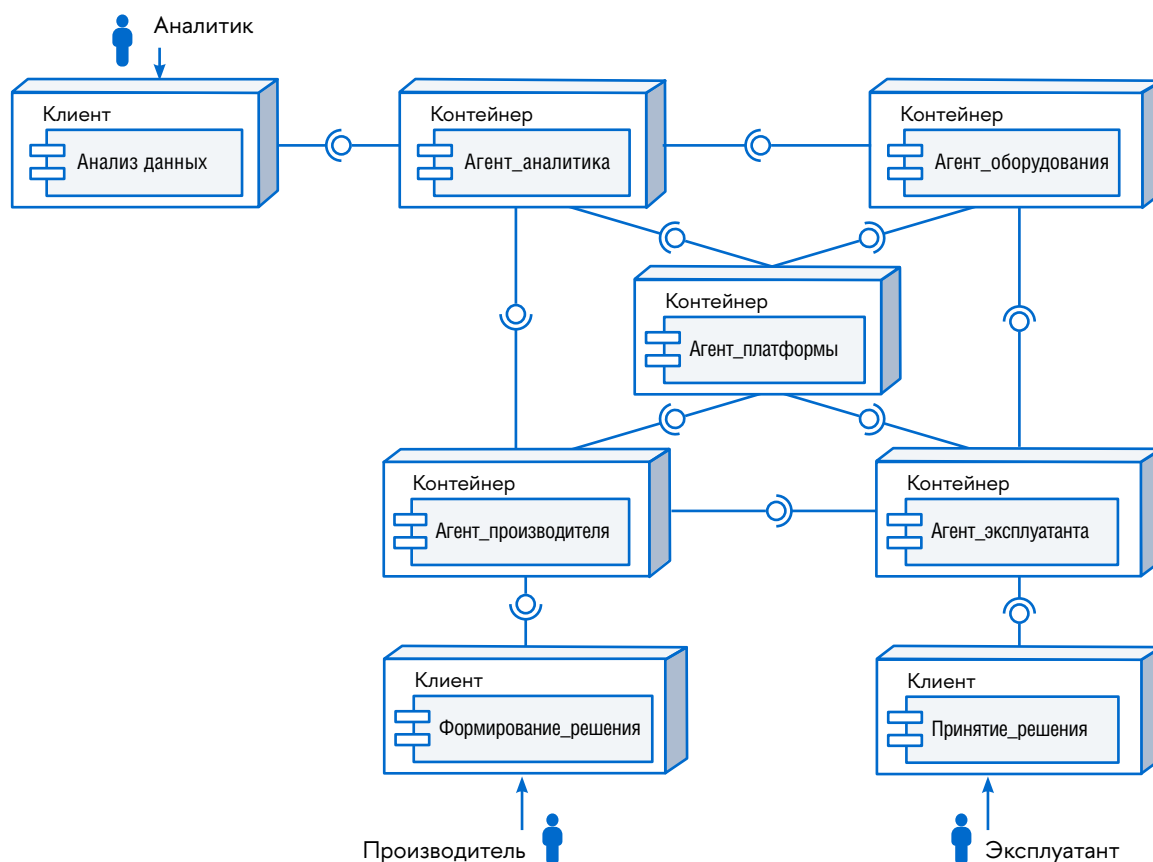 Аналитик
Клиент
Анализ данных
Контейнер
Агент_аналитика
Контейнер
Агент_оборудования
Контейнер
Агент_платформы
Контейнер
Агент_производителя
Контейнер
Агент_эксплуатанта
Клиент
Формирование_решения
Клиент
Принятие_решения
Производитель
Эксплуатант